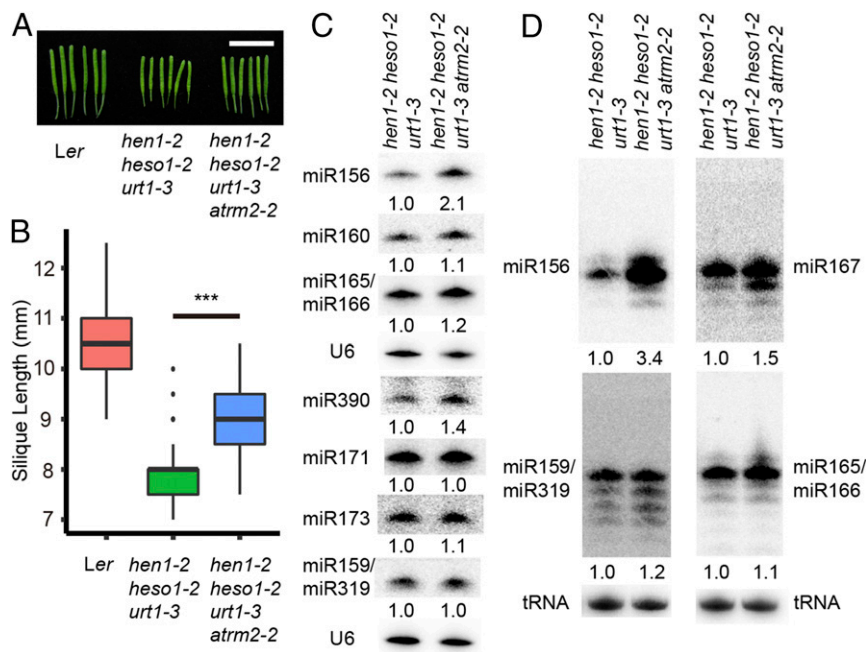 A
Ler
hen1-2
heso1-2
urt1-3
hen1-2
heso1-2
urt1-3
atrm2-2
B
Silique Length (mm)
12
11
10
9
8
7
***
Ler
hen1-2
heso1-2
urt1-3
hen1-2
heso1-2
urt1-3
atrm2-2
C
hen1-2 heso1-2
urt1-3
hen1-2 heso1-2
urt1-3 atrm2-2
miR156
1.0 2.1
miR160
1.0 1.1
miR165/
miR166
1.0 1.2
U6
miR390
1.0 1.4
miR171
1.0 1.0
miR173
1.0 1.1
miR159/
miR319
1.0 1.0
U6
D
hen1-2 heso1-2
urt1-3
hen1-2 heso1-2
urt1-3 atrm2-2
hen1-2 heso1-2
urt1-3
hen1-2 heso1-2
urt1-3 atrm2-2
miR156
miR167
1.0 3.4 1.0 1.5
miR159/
miR319
miR165/
miR166
1.0 1.2 1.0 1.1
tRNA
tRNA